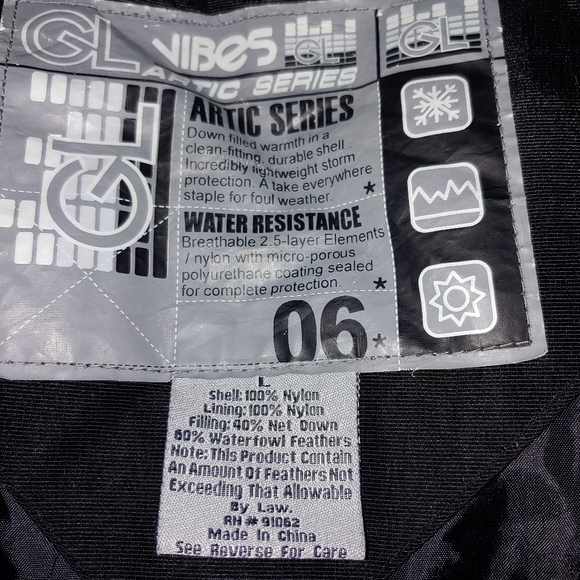 GL VIBES GL GL
ARTIC SERIES
GL
ARTIC SERIES
Down filled warmth in a
clean-fitting, durable shell.
Incredibly lightweight storm
protection. A take everywhere
staple for foul weather. *
WATER RESISTANCE
Breathable 2.5-layer Elements
/ nylon with micro-porous
polyurethane coating sealed
for complete protection. *
06*
L
Shell: 100% Nylon
Lining: 100% Nylon
Filling: 40% Net Down
60% Waterfowl Feathers
Note: This Product Contain
An Amount Of Feathers Not
Exceeding That Allowable
By Law.
RN # 91062
Made In China
See Reverse For Care